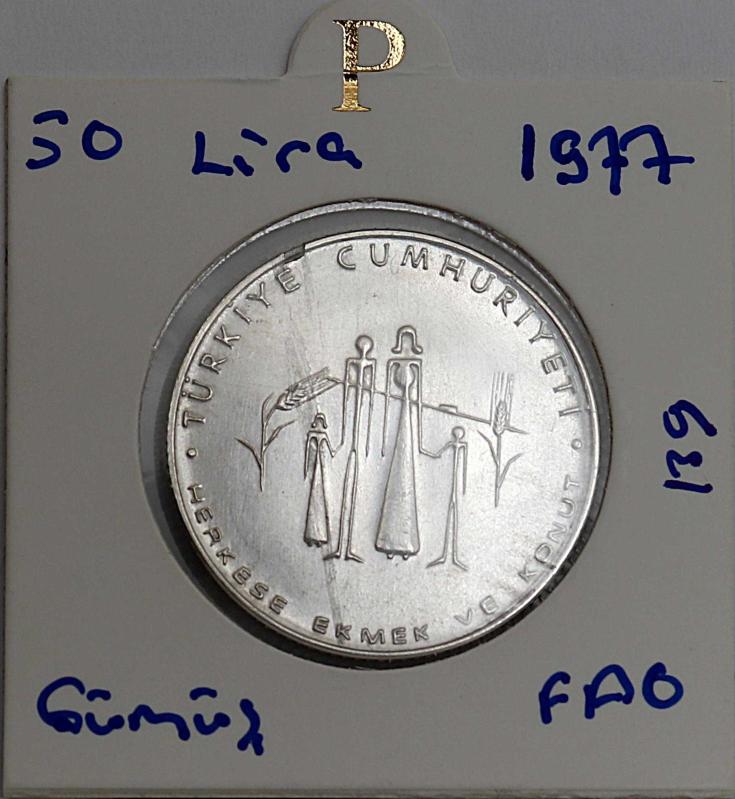 P
50 Lira 1977
TÜRKİYE CUMHURİYETİ
HERKESE EKMEK VE KONUT
139
Gümüş FAO